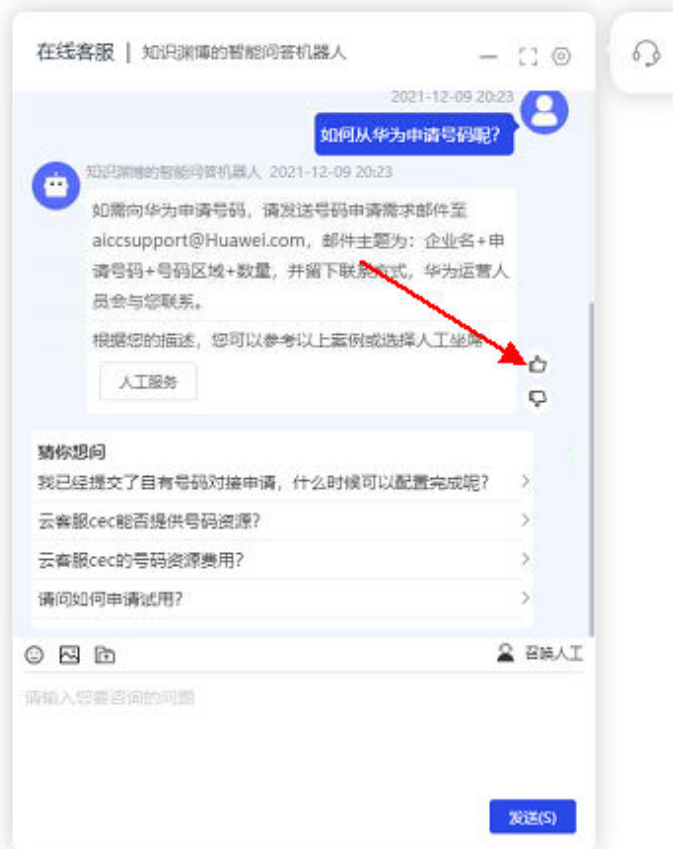 在线客服 | 知识渊博的智能问答机器人
2021-12-09 20:23
如何从华为申请号码呢?
知识渊博的智能问答机器人 2021-12-09 20:23
如需向华为申请号码，请发送号码申请需求邮件至
aiccsupport@Huawei.com，邮件主题为：企业名+申
请号码+号码区域+数量，并留下联系方式，华为运营人
员会与您联系。
根据您的描述，您可以参考以上案例或选择人工坐席
人工服务
猜你想问
我已经提交了自有号码对接申请，什么时候可以配置完成呢?
云客服cec能否提供号码资源?
云客服cec的号码资源费用?
请问如何申请试用?
召唤人工
请输入您要咨询的问题
发送(S)